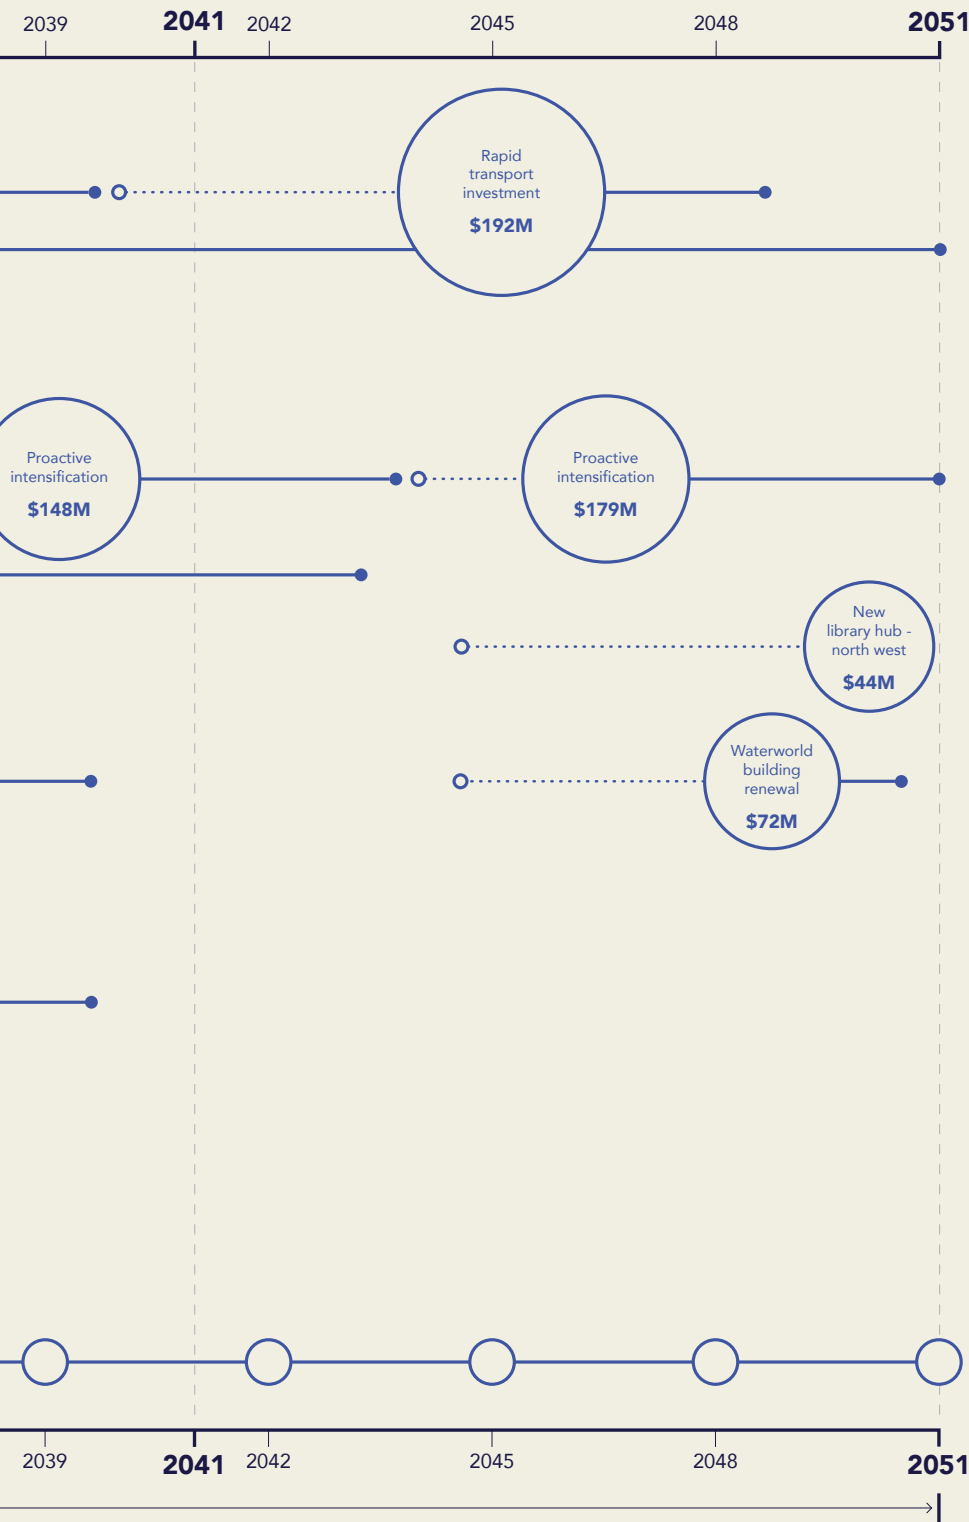 2039
2041
2042
2045
2048
2051
Rapid
transport
investment
$192M
Proactive
intensification
$148M
Proactive
intensification
$179M
New
library hub -
north west
$44M
Waterworld
building
renewal
$72M
2039
2041
2042
2045
2048
2051